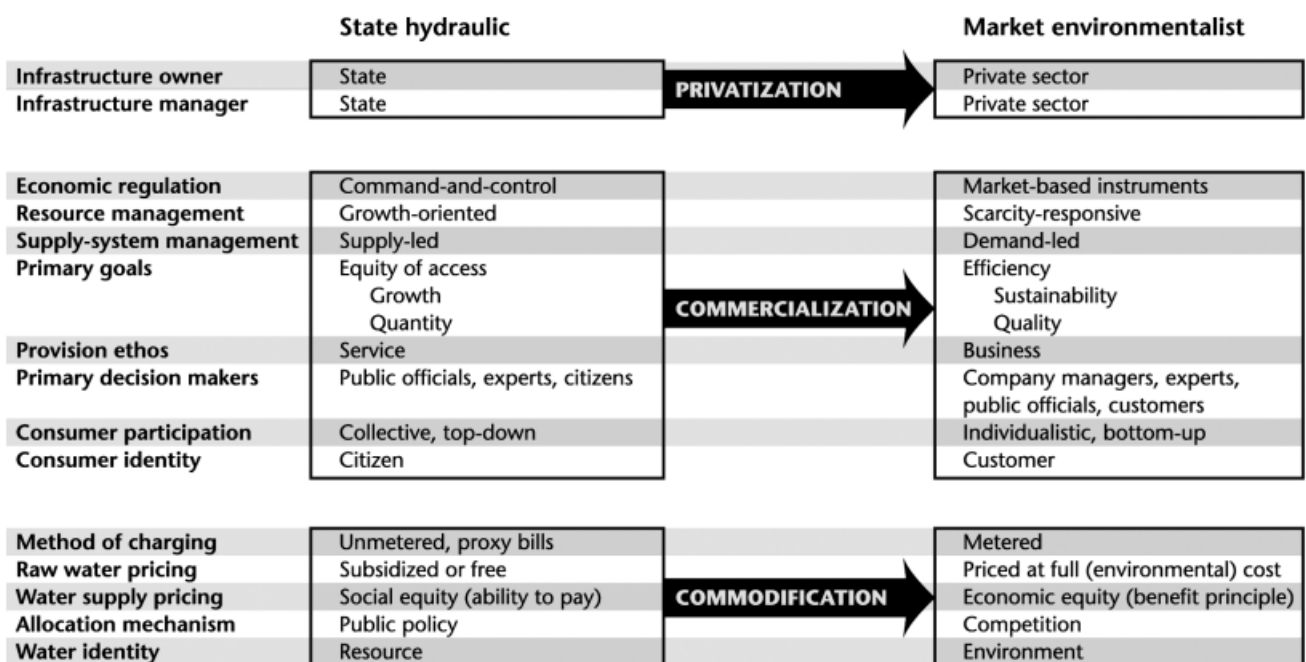 State hydraulic Market environmentalist
Infrastructure owner State PRIVATIZATION Private sector
Infrastructure manager State Private sector
Economic regulation Command-and-control Market-based instruments
Resource management Growth-oriented Scarcity-responsive
Supply-system management Supply-led Demand-led
Primary goals Equity of access Efficiency
Growth COMMERCIALIZATION Sustainability
Quantity Quality
Provision ethos Service Business
Primary decision makers Public officials, experts, citizens Company managers, experts,
public officials, customers
Consumer participation Collective, top-down Individualistic, bottom-up
Consumer identity Citizen Customer
Method of charging Unmetered, proxy bills Metered
Raw water pricing Subsidized or free Priced at full (environmental) cost
Water supply pricing Social equity (ability to pay) COMMODIFICATION Economic equity (benefit principle)
Allocation mechanism Public policy Competition
Water identity Resource Environment